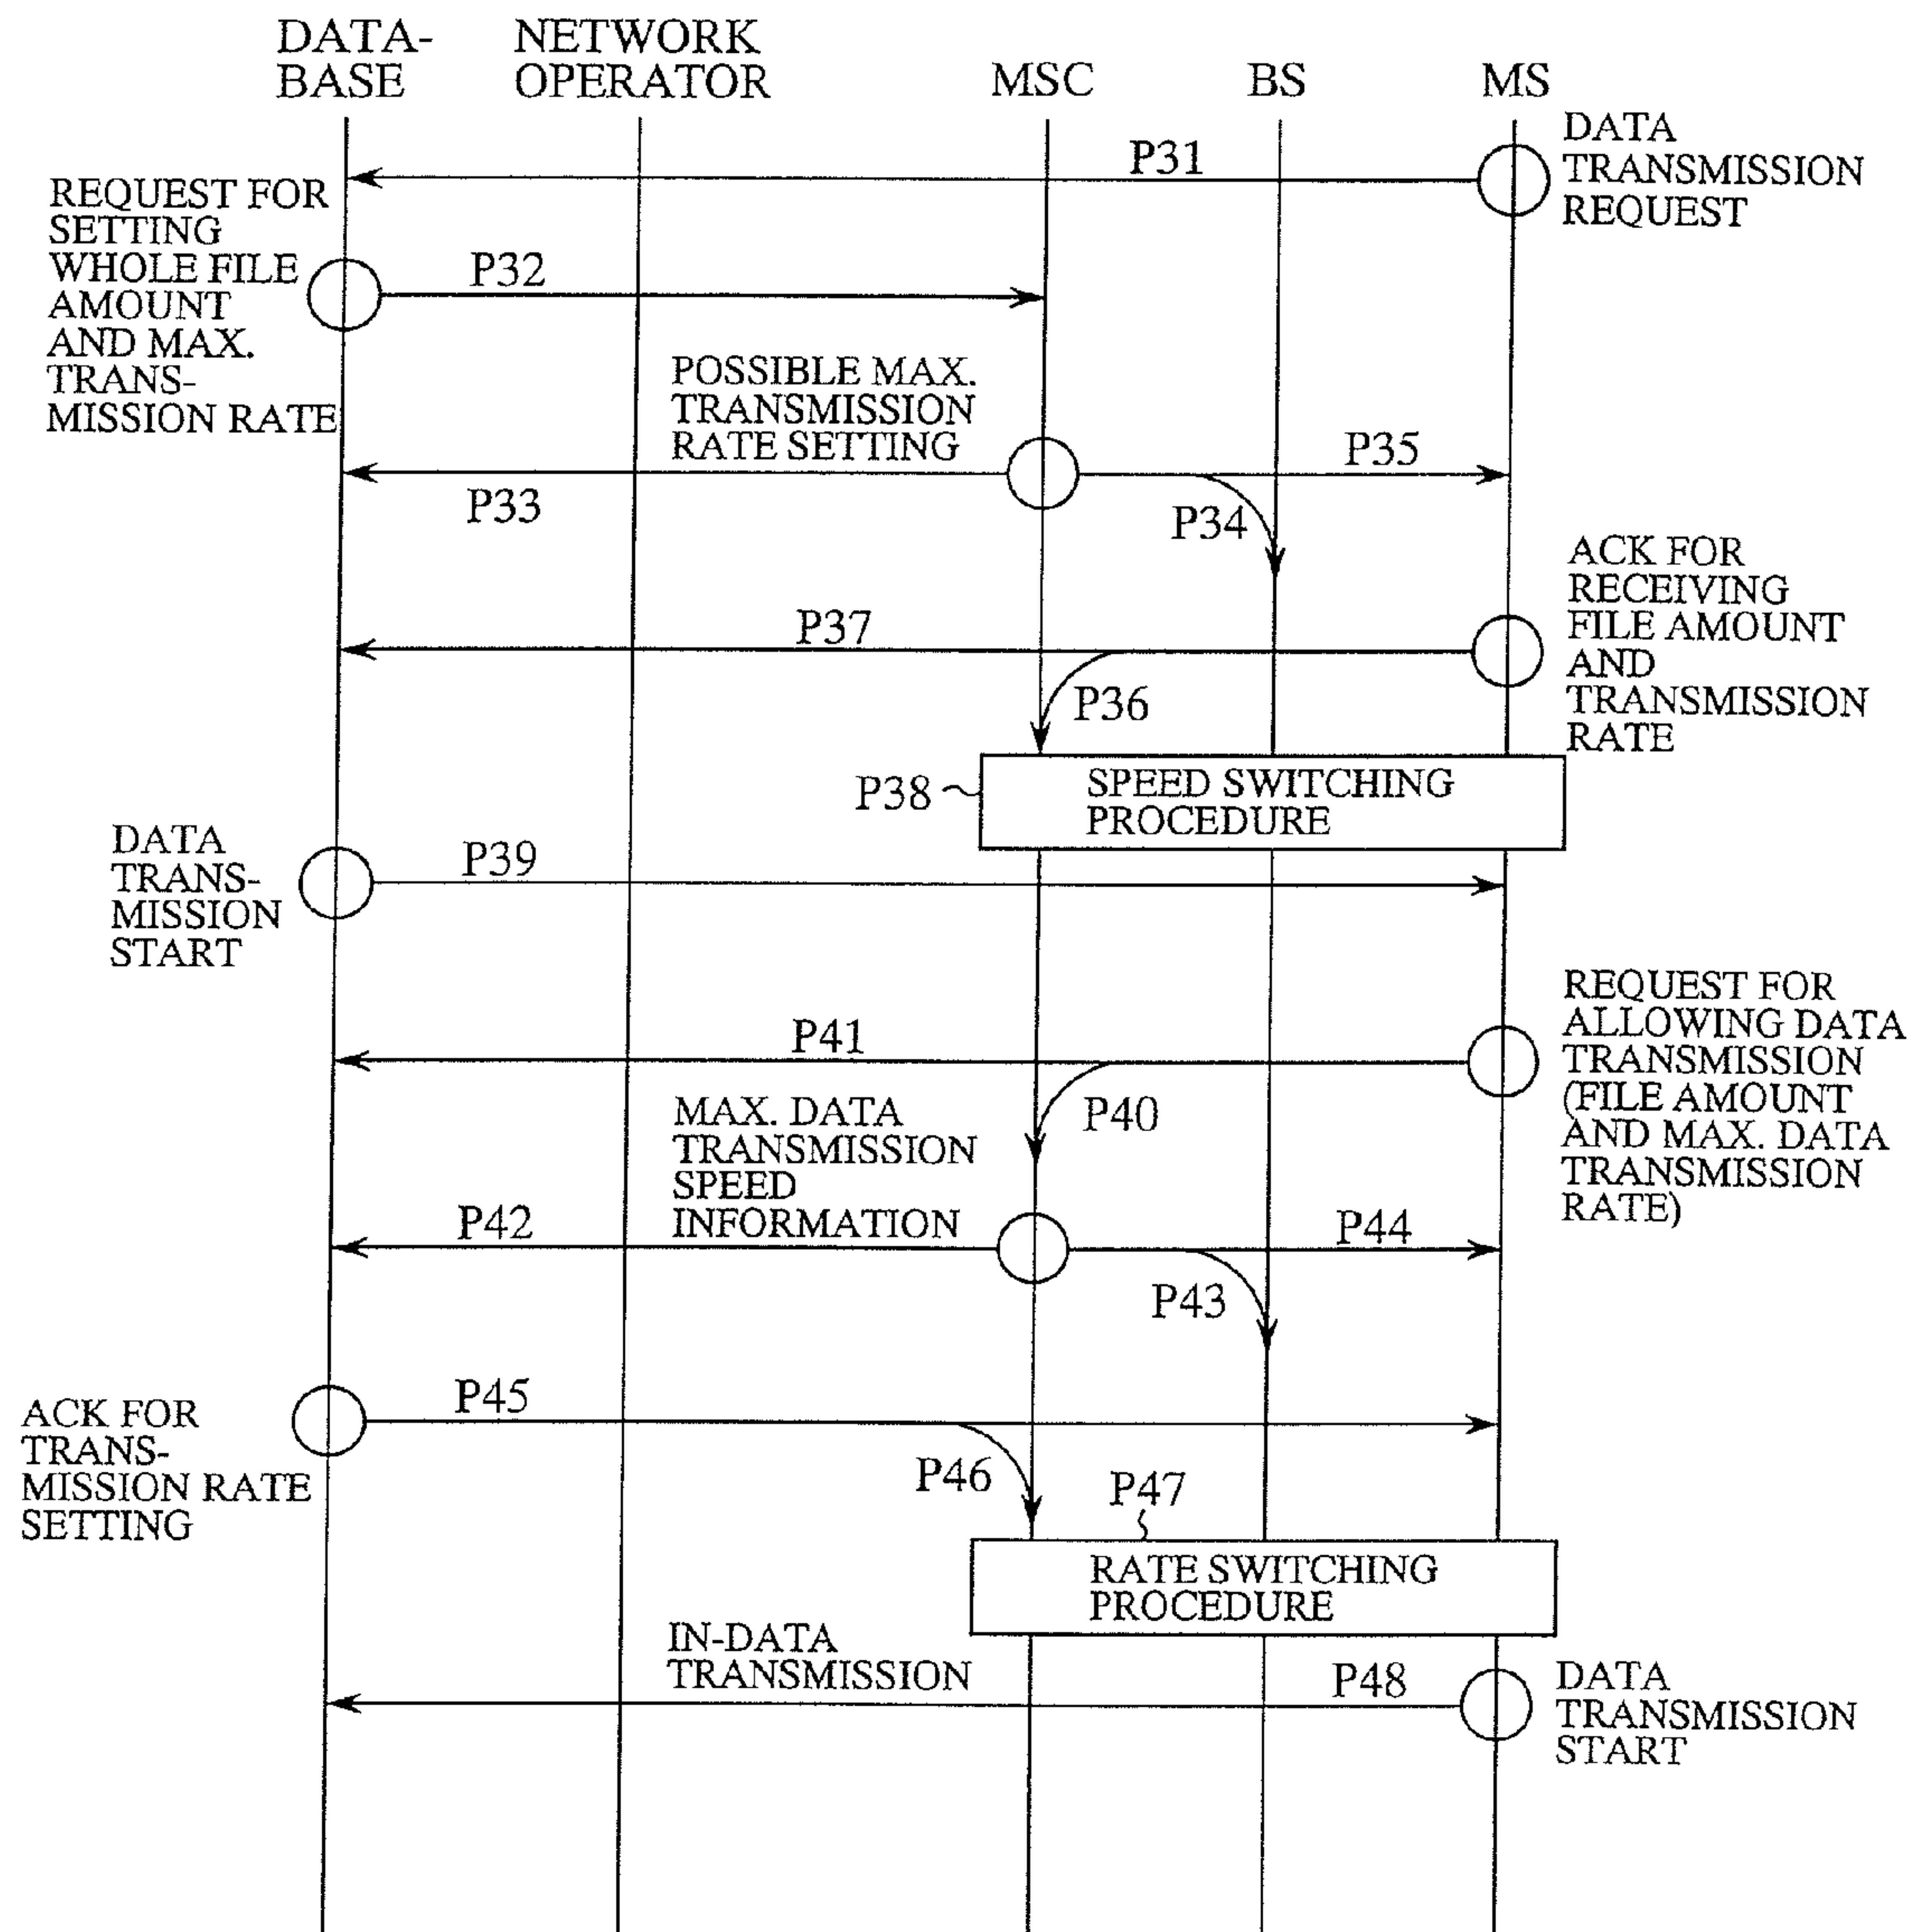 DATA-
BASE
NETWORK
OPERATOR
MSC
BS
MS
P31
DATA
TRANSMISSION
REQUEST
REQUEST FOR
SETTING
WHOLE FILE
AMOUNT
AND MAX.
TRANS-
MISSION RATE
P32
POSSIBLE MAX.
TRANSMISSION
RATE SETTING
P33
P35
P34
ACK FOR
RECEIVING
FILE AMOUNT
AND
TRANSMISSION
RATE
P37
P36
P38
SPEED SWITCHING
PROCEDURE
DATA
TRANS-
MISSION
START
P39
REQUEST FOR
ALLOWING DATA
TRANSMISSION
(FILE AMOUNT
AND MAX. DATA
TRANSMISSION
RATE)
P41
P40
MAX. DATA
TRANSMISSION
SPEED
INFORMATION
P42
P44
P43
ACK FOR
TRANS-
MISSION RATE
SETTING
P45
P46
P47
RATE SWITCHING
PROCEDURE
IN-DATA
TRANSMISSION
P48
DATA
TRANSMISSION
START